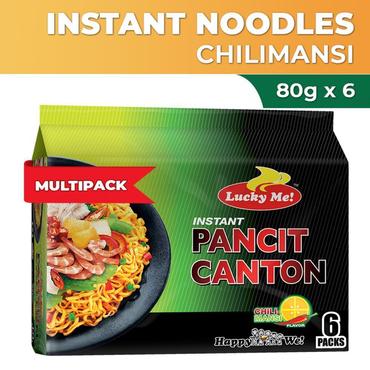 INSTANT NOODLES
CHILIMANSI
80g x 6
MULTIPACK
Lucky Me!
INSTANT
PANCIT
CANTON
CHILI
MANSI
FLAVOR
Happy We!
6
PACKS